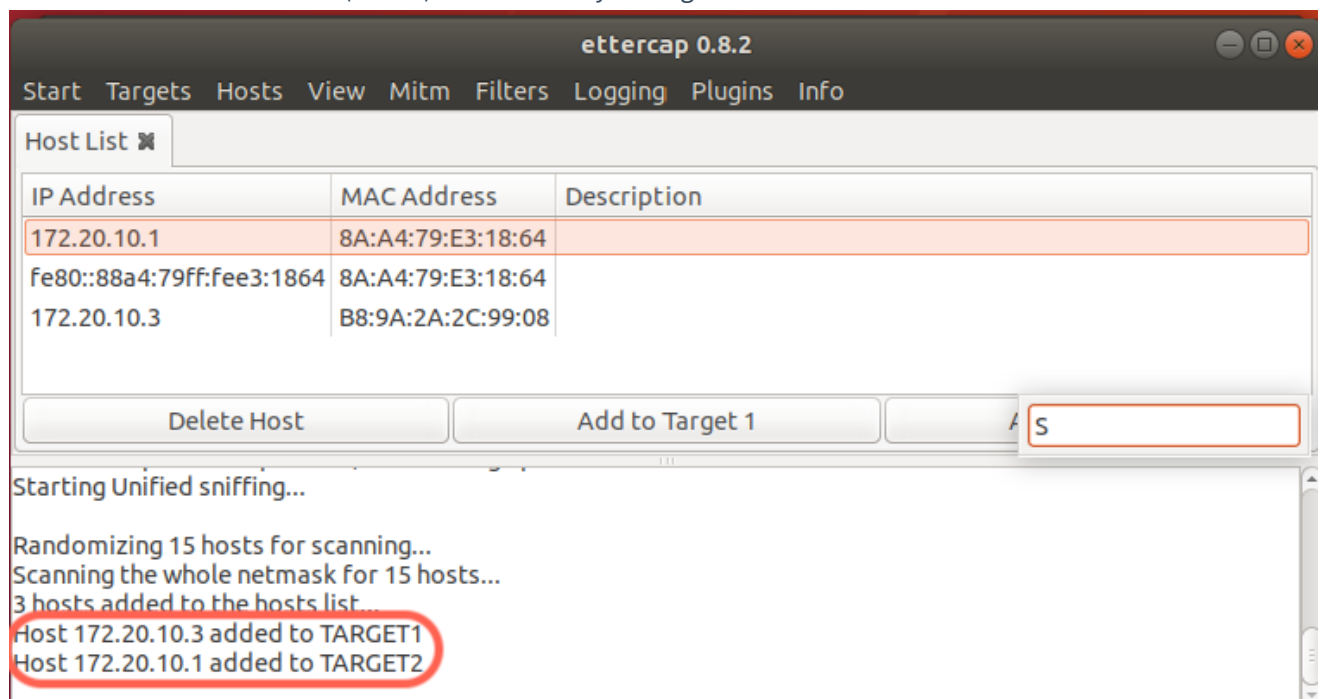 ettercap 0.8.2
Start Targets Hosts View Mitm Filters Logging Plugins Info
Host List
IP Address MAC Address Description
172.20.10.1 8A:A4:79:E3:18:64
fe80::88a4:79ff:fee3:1864 8A:A4:79:E3:18:64
172.20.10.3 B8:9A:2A:2C:99:08
Delete Host Add to Target 1 S
Starting Unified sniffing...
Randomizing 15 hosts for scanning...
Scanning the whole netmask for 15 hosts...
3 hosts added to the hosts list...
Host 172.20.10.3 added to TARGET1
Host 172.20.10.1 added to TARGET2